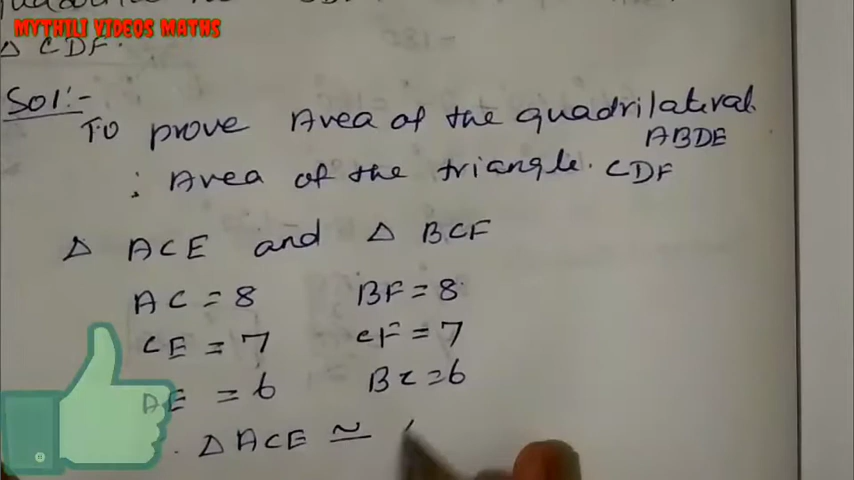 MYTHILI VIDEOS MATHS
Δ CDF.
Sol:-
To prove Area of the quadrilateral
ABDE
: Area of the triangle. CDF
Δ ACE and Δ BCF
AC = 8 BF = 8
CE = 7 CF = 7
AE = 6 BC = 6
Δ ACE ≅